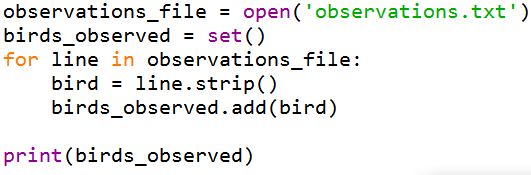 observations_file = open('observations.txt')
birds_observed = set()
for line in observations_file:
    bird = line.strip()
    birds_observed.add(bird)

print(birds_observed)